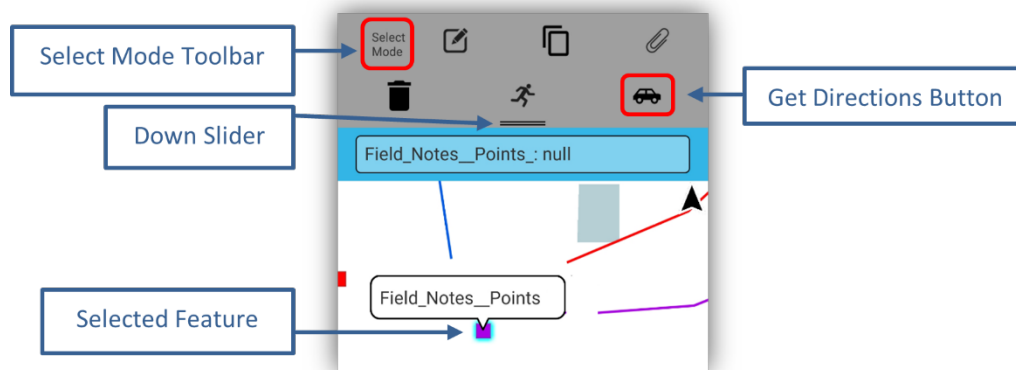 Select Mode Toolbar
Select
Mode
Get Directions Button
Down Slider
Field_Notes__Points_: null
Field_Notes__Points
Selected Feature